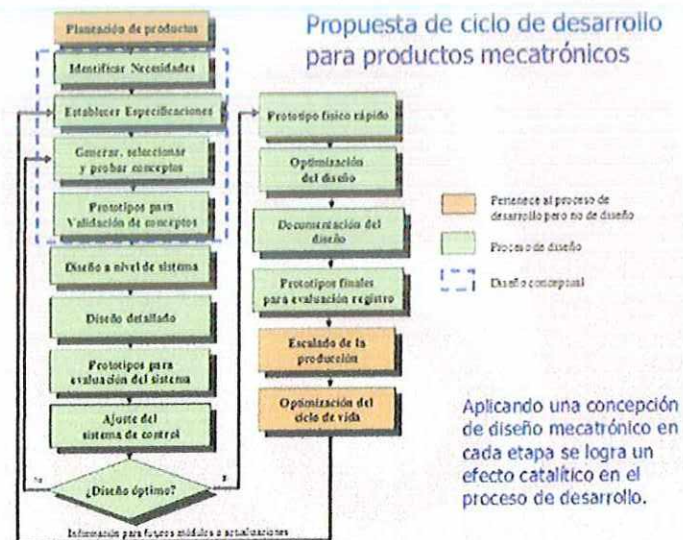 Propuesta de ciclo de desarrollo
para productos mecatrónicos
Planeación de productos
Identificar Necesidades
Establecer Especificaciones
Generar, seleccionar
y probar conceptos
Prototipos para
Validación de conceptos
Diseño a nivel de sistema
Diseño detallado
Prototipos para
evaluación del sistema
Ajuste del
sistema de control
¿Diseño óptimo?
No
Prototipo físico rápido
Optimización
del diseño
Documentación del
diseño
Prototipos finales
para evaluación registro
Escalado de la
producción
Optimización del
ciclo de vida
Información para futuros módulos o actualizaciones
Pertenece al proceso de
desarrollo pero no de diseño
Proceso de diseño
Diseño conceptual
Aplicando una concepción
de diseño mecatrónico en
cada etapa se logra un
efecto catalítico en el
proceso de desarrollo.